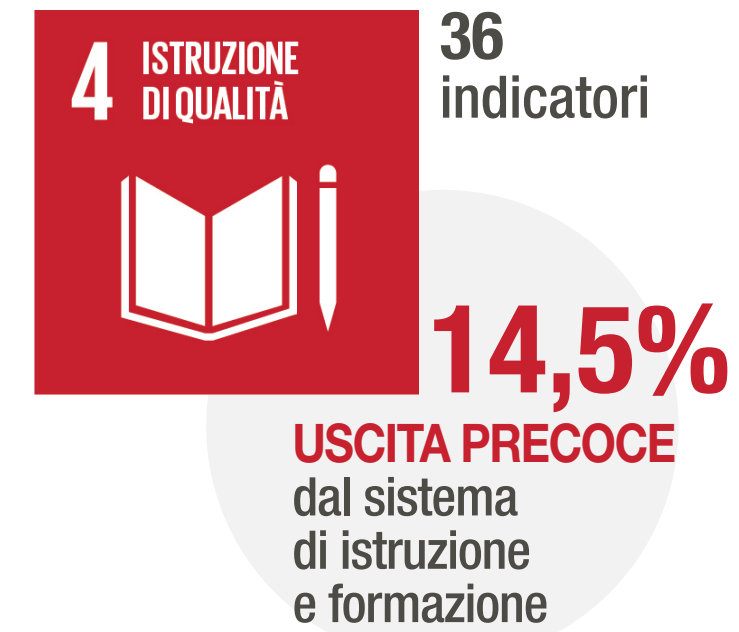 4
ISTRUZIONE
DI QUALITÀ
36
indicatori
14,5%
USCITA PRECOCE
dal sistema
di istruzione
e formazione